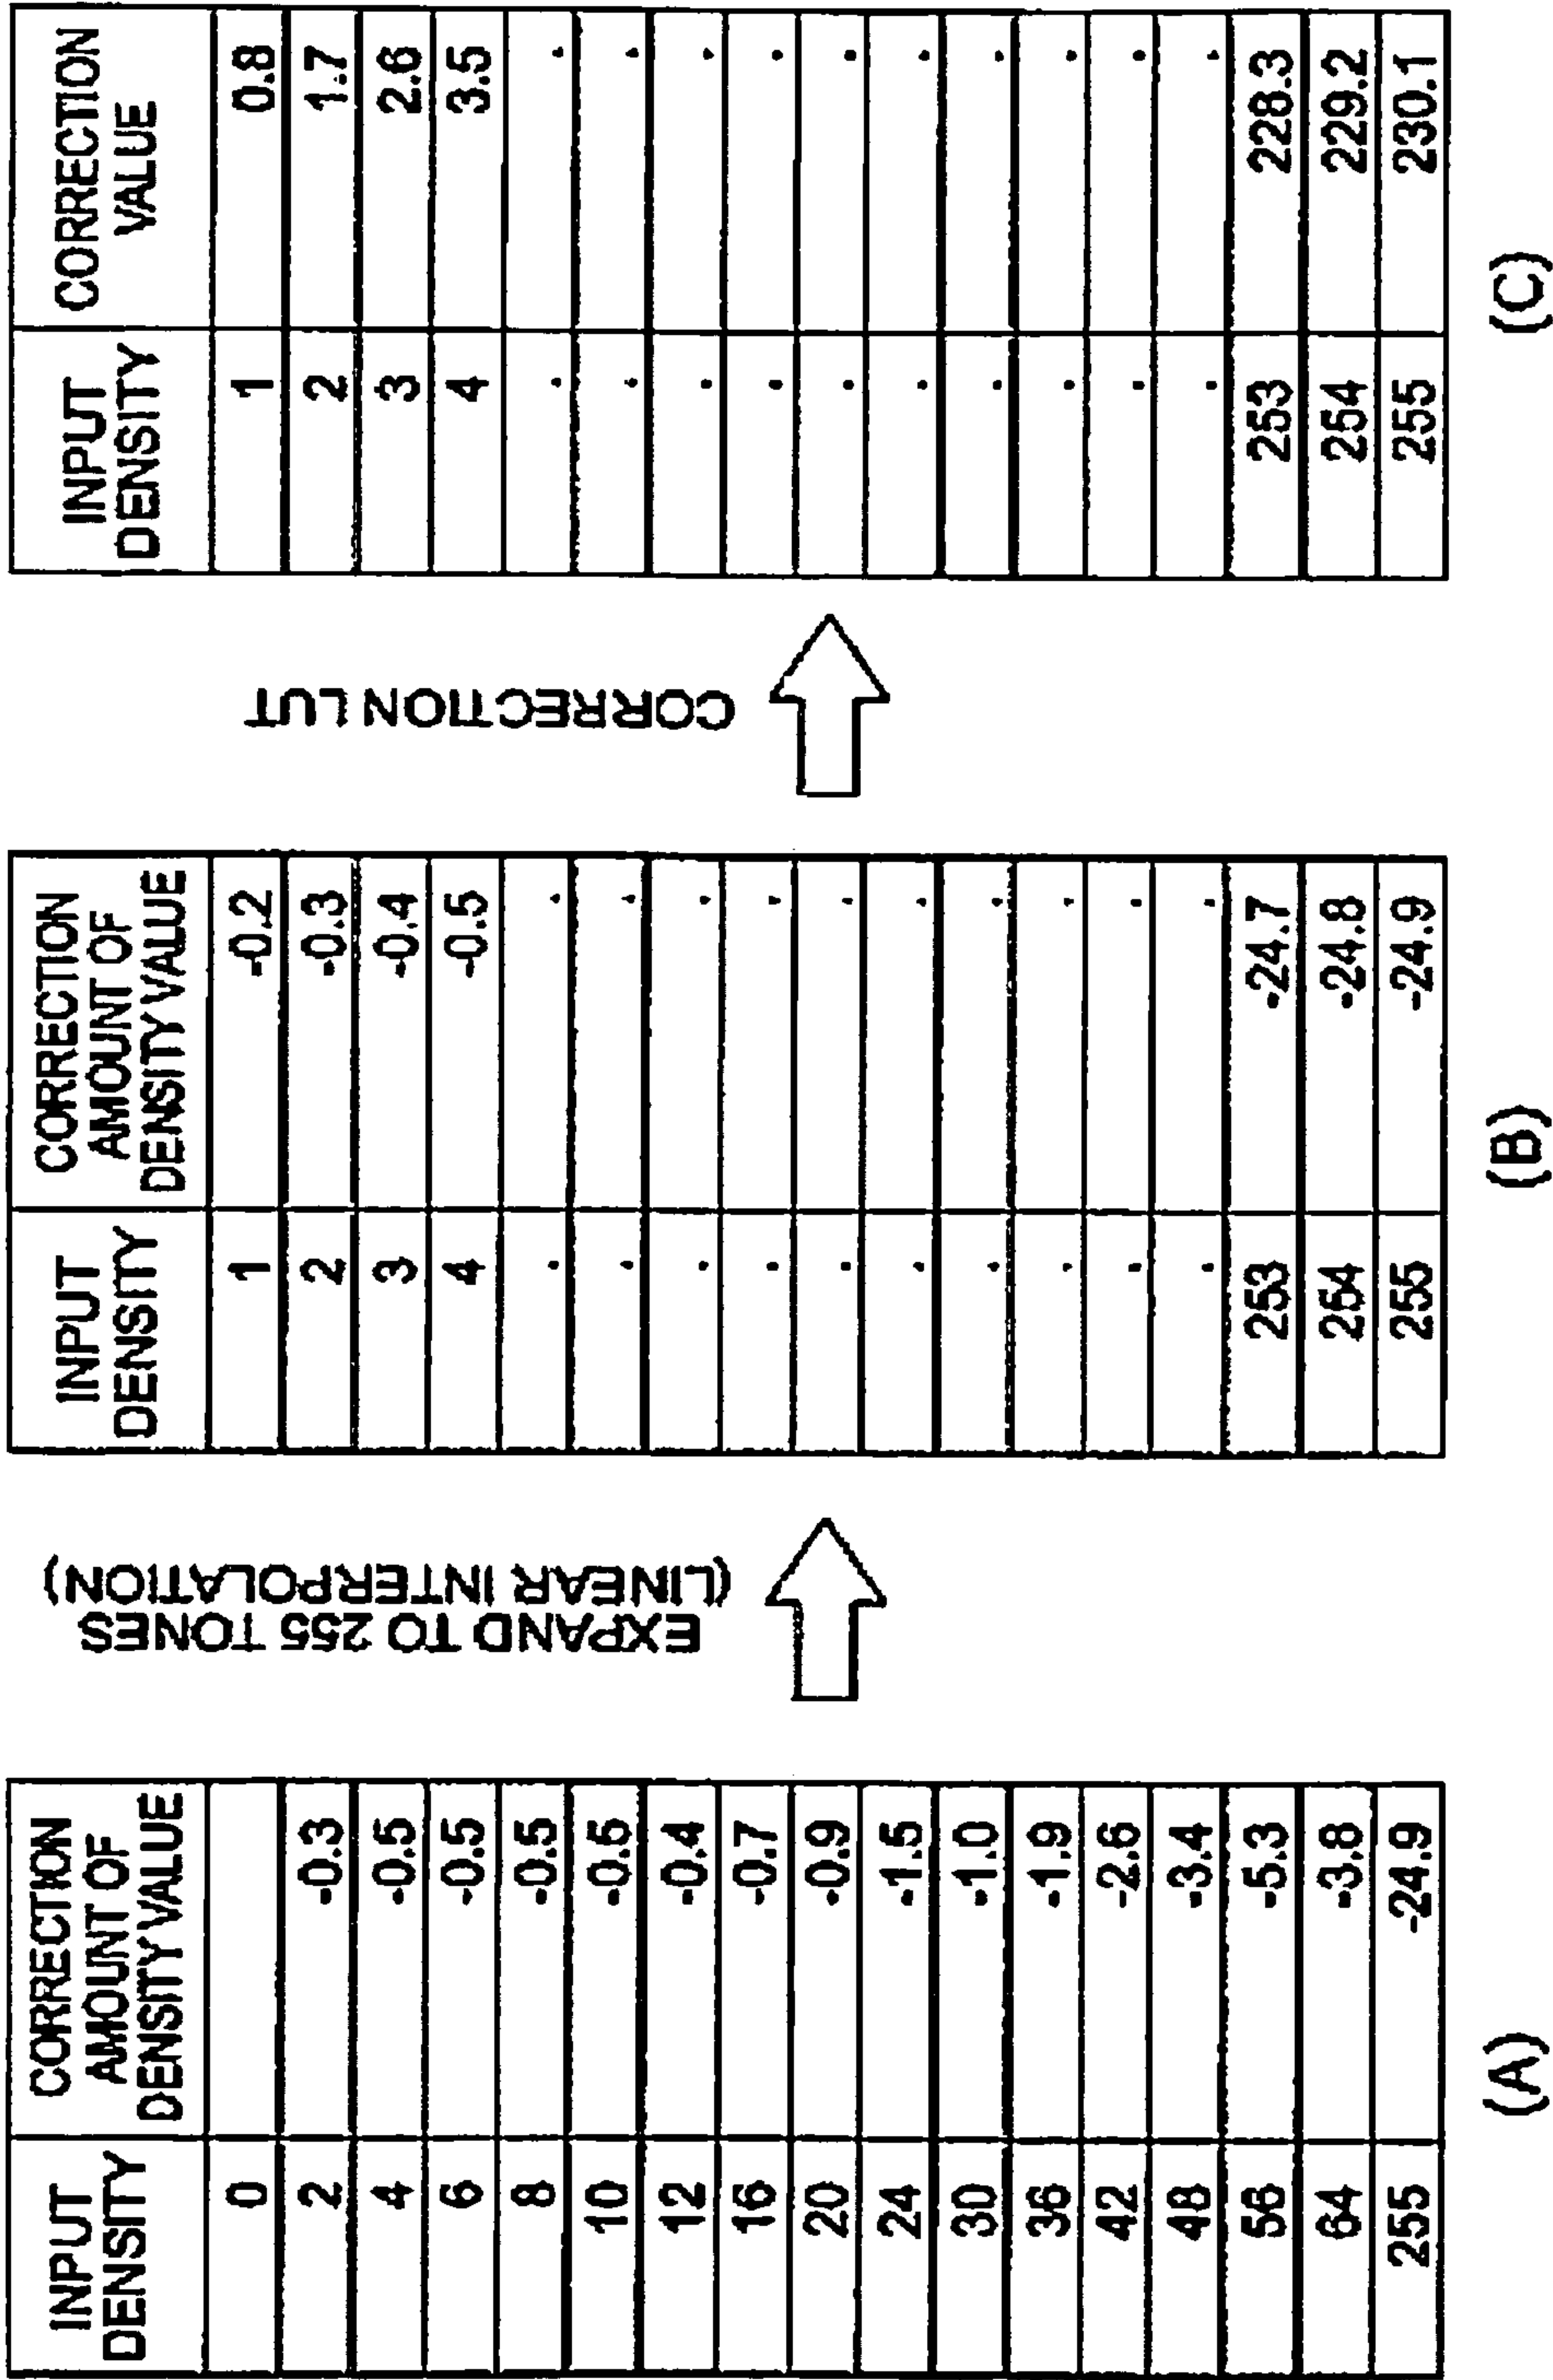 INPUT DENSITY | CORRECTION AMOUNT OF DENSITY VALUE
0 |
2 | -0.3
4 | -0.5
6 | -0.5
8 | -0.5
10 | -0.5
12 | -0.4
16 | -0.7
20 | -0.9
24 | -1.5
30 | -1.0
36 | -1.9
42 | -2.6
48 | -3.4
56 | -5.3
64 | -3.8
255 | -24.9
(A)
EXPAND TO 255 TONES
(LINEAR INTERPOLATION)
INPUT DENSITY | CORRECTION AMOUNT OF DENSITY VALUE
1 | -0.2
2 | -0.3
3 | -0.4
4 | -0.5
. | .
. | .
. | .
. | .
. | .
. | .
. | .
. | .
. | .
. | .
253 | -24.7
254 | -24.8
255 | -24.9
(B)
CORRECTION LUT
INPUT DENSITY | CORRECTION VALUE
1 | 0.8
2 | 1.7
3 | 2.6
4 | 3.5
. | .
. | .
. | .
. | .
. | .
. | .
. | .
. | .
. | .
. | .
253 | 228.3
254 | 229.2
255 | 230.1
(C)